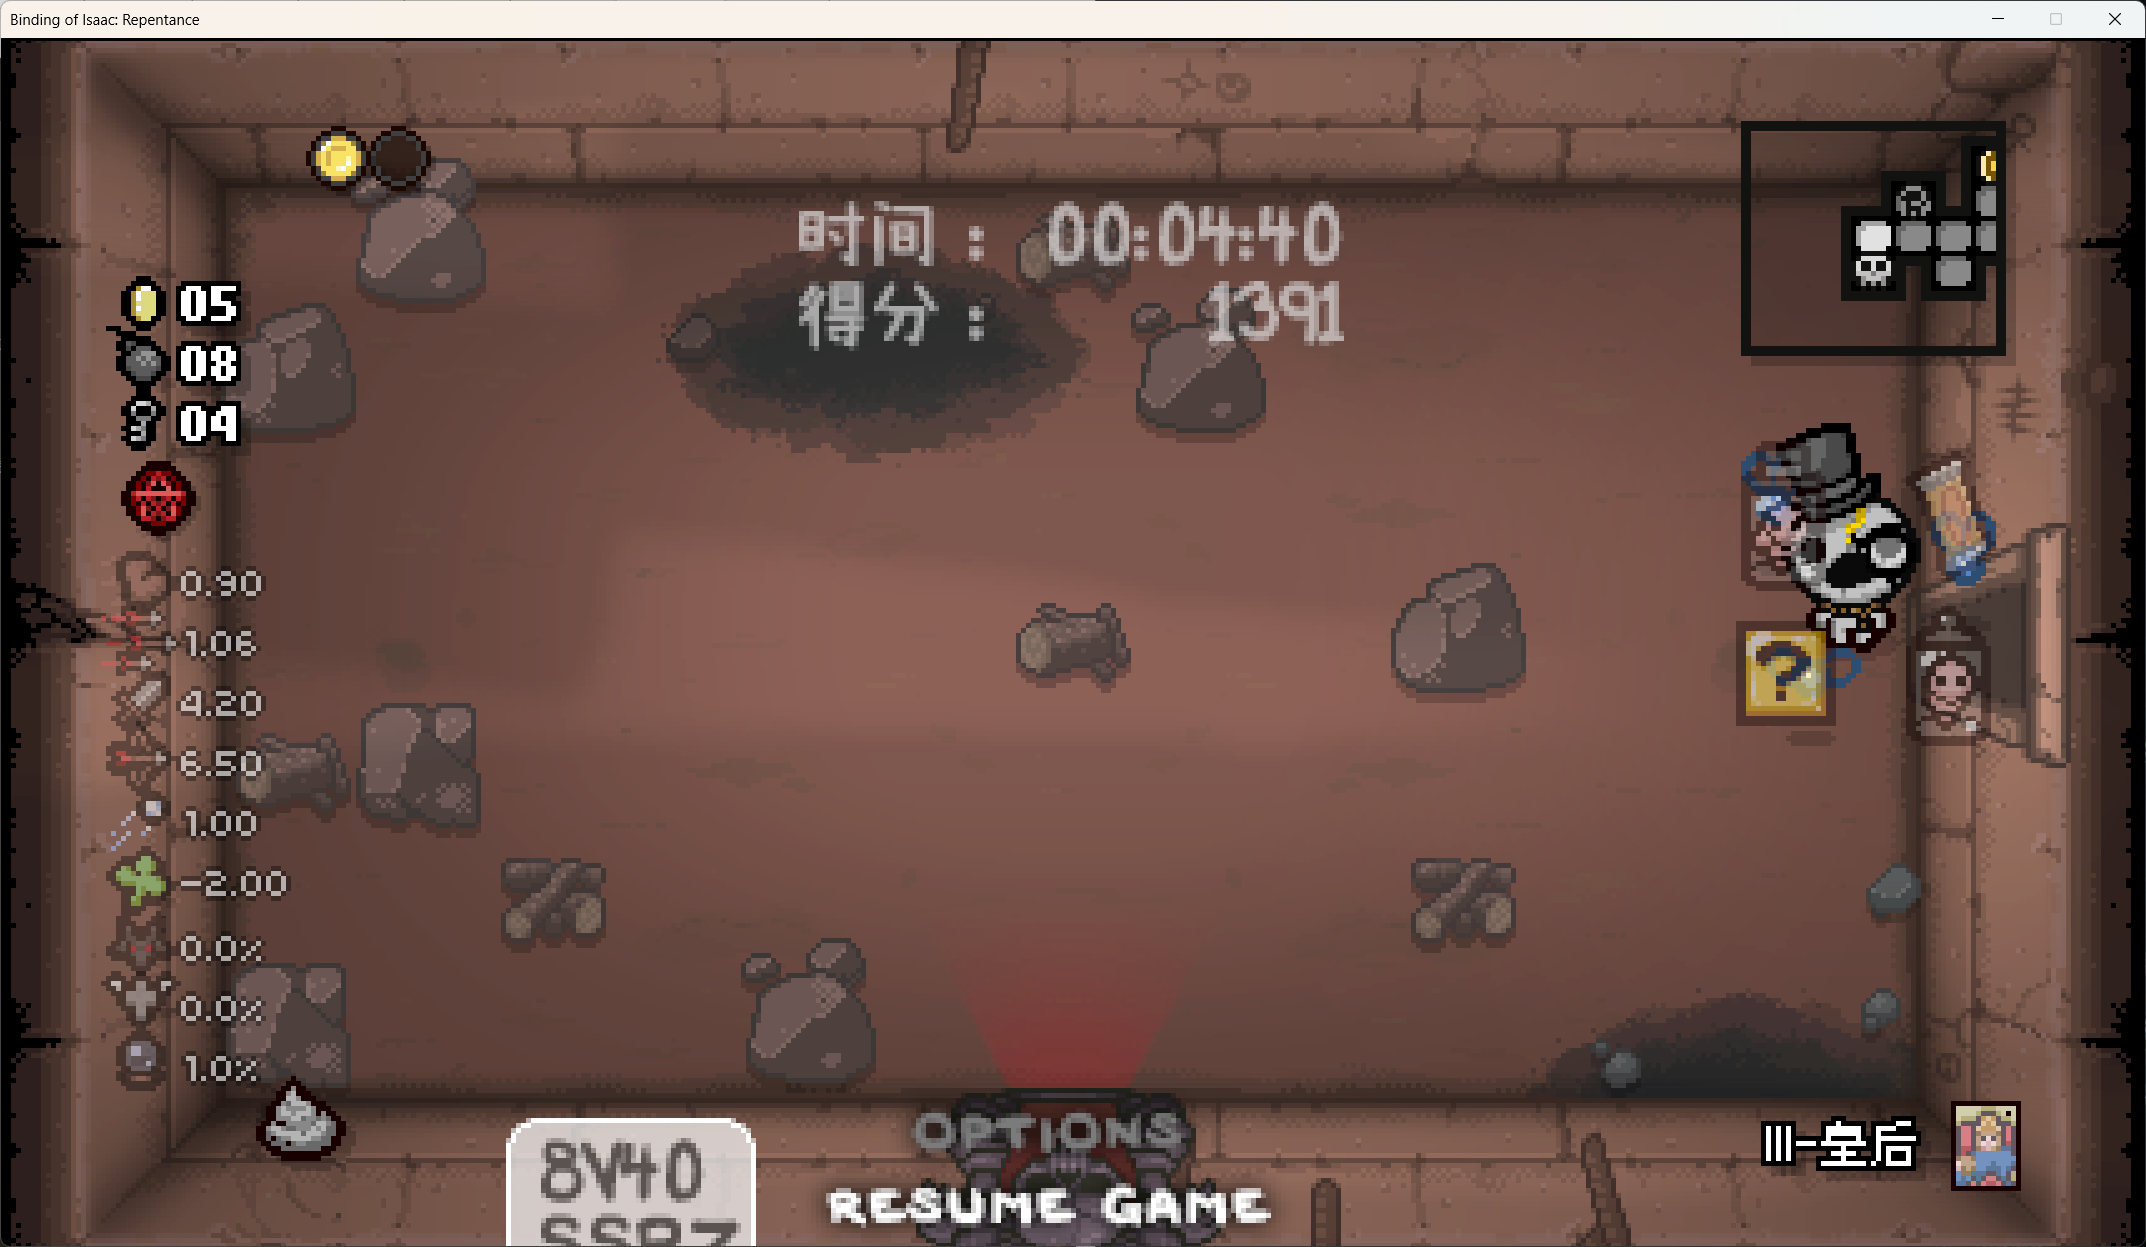 Binding of Isaac: Repentance
时间： 00:04:40
得分： 1391
05
08
04
0.90
1.06
4.20
6.50
1.00
-2.00
0.0%
0.0%
1.0%
?
III-皇后
OPTIONS
8V40
RESUME GAME